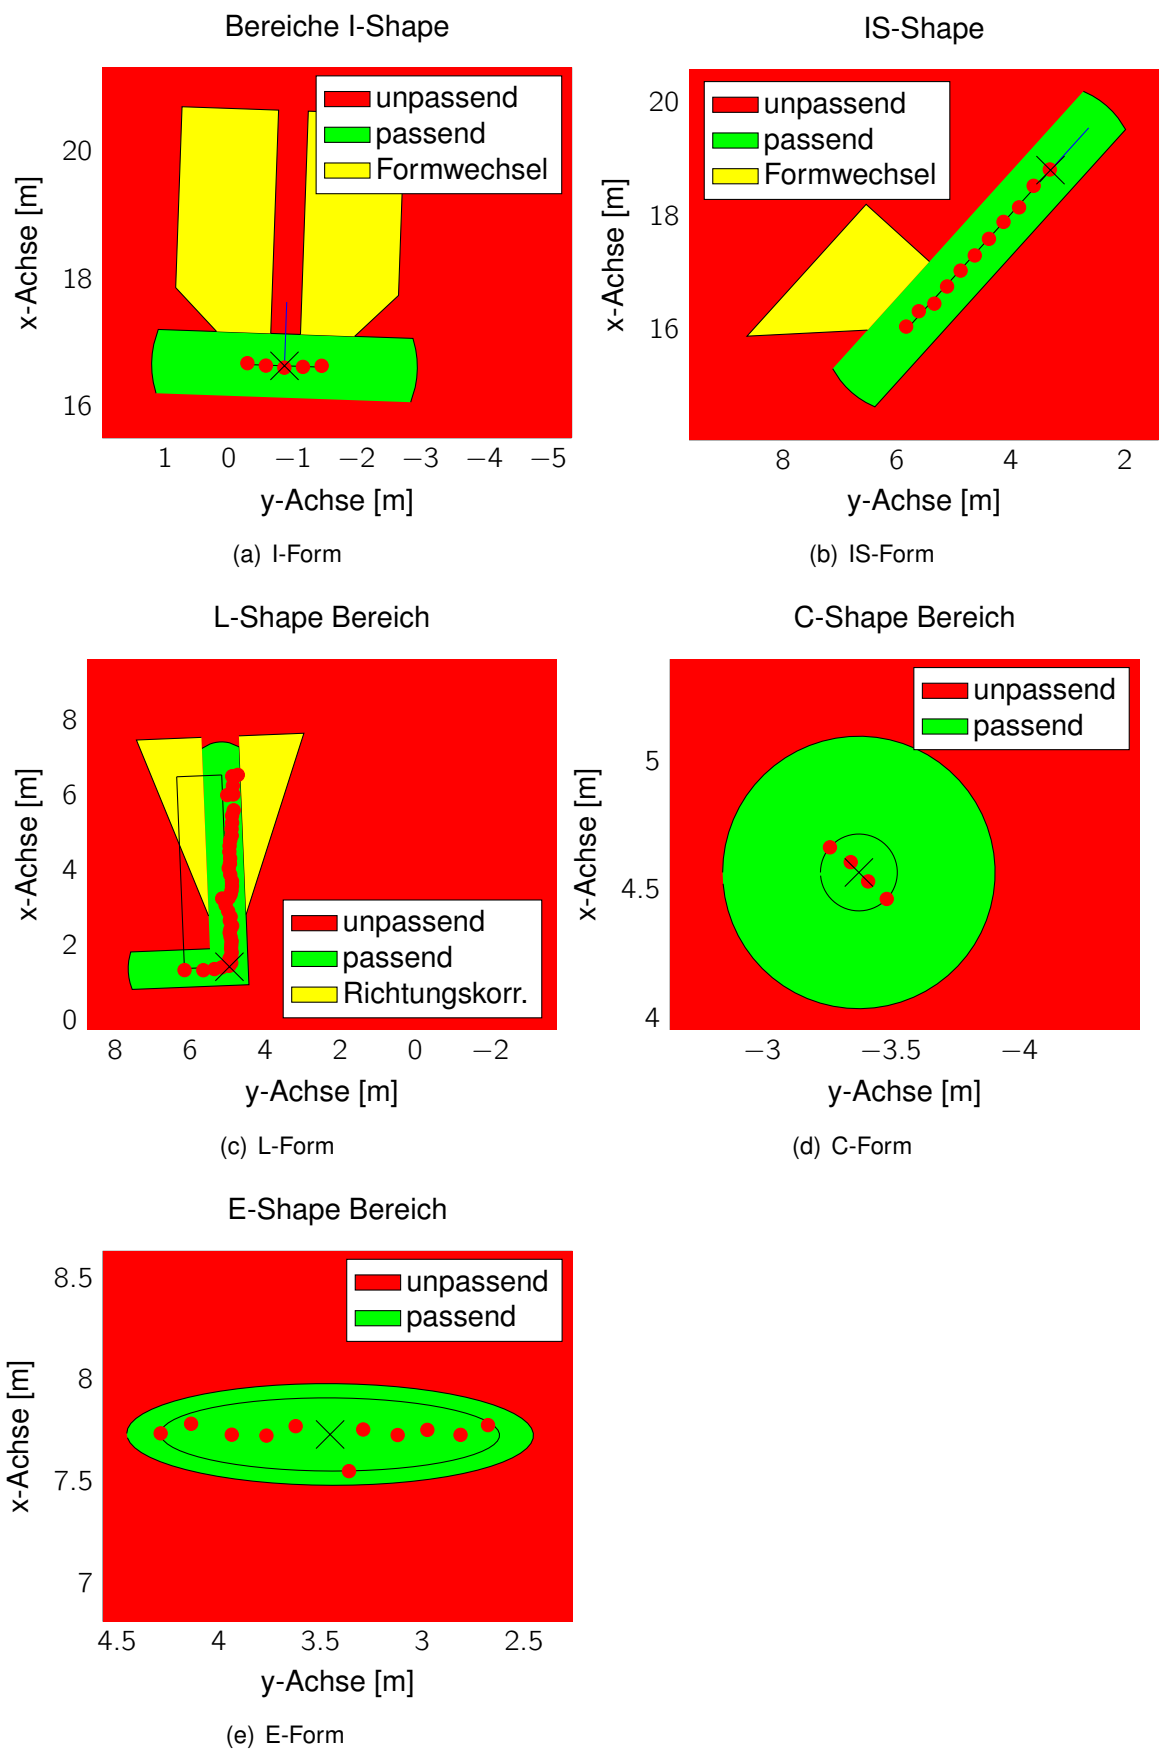 Bereiche I-Shape
unpassend
passend
Formwechsel
20
18
16
x-Achse [m]
1 0 −1 −2 −3 −4 −5
y-Achse [m]
(a) I-Form
IS-Shape
unpassend
passend
Formwechsel
20
18
16
x-Achse [m]
8 6 4 2
y-Achse [m]
(b) IS-Form
L-Shape Bereich
8
6
4
2
0
x-Achse [m]
unpassend
passend
Richtungskorr.
8 6 4 2 0 −2
y-Achse [m]
(c) L-Form
C-Shape Bereich
unpassend
passend
5
4.5
4
x-Achse [m]
−3 −3.5 −4
y-Achse [m]
(d) C-Form
E-Shape Bereich
unpassend
passend
8.5
8
7.5
7
x-Achse [m]
4.5 4 3.5 3 2.5
y-Achse [m]
(e) E-Form